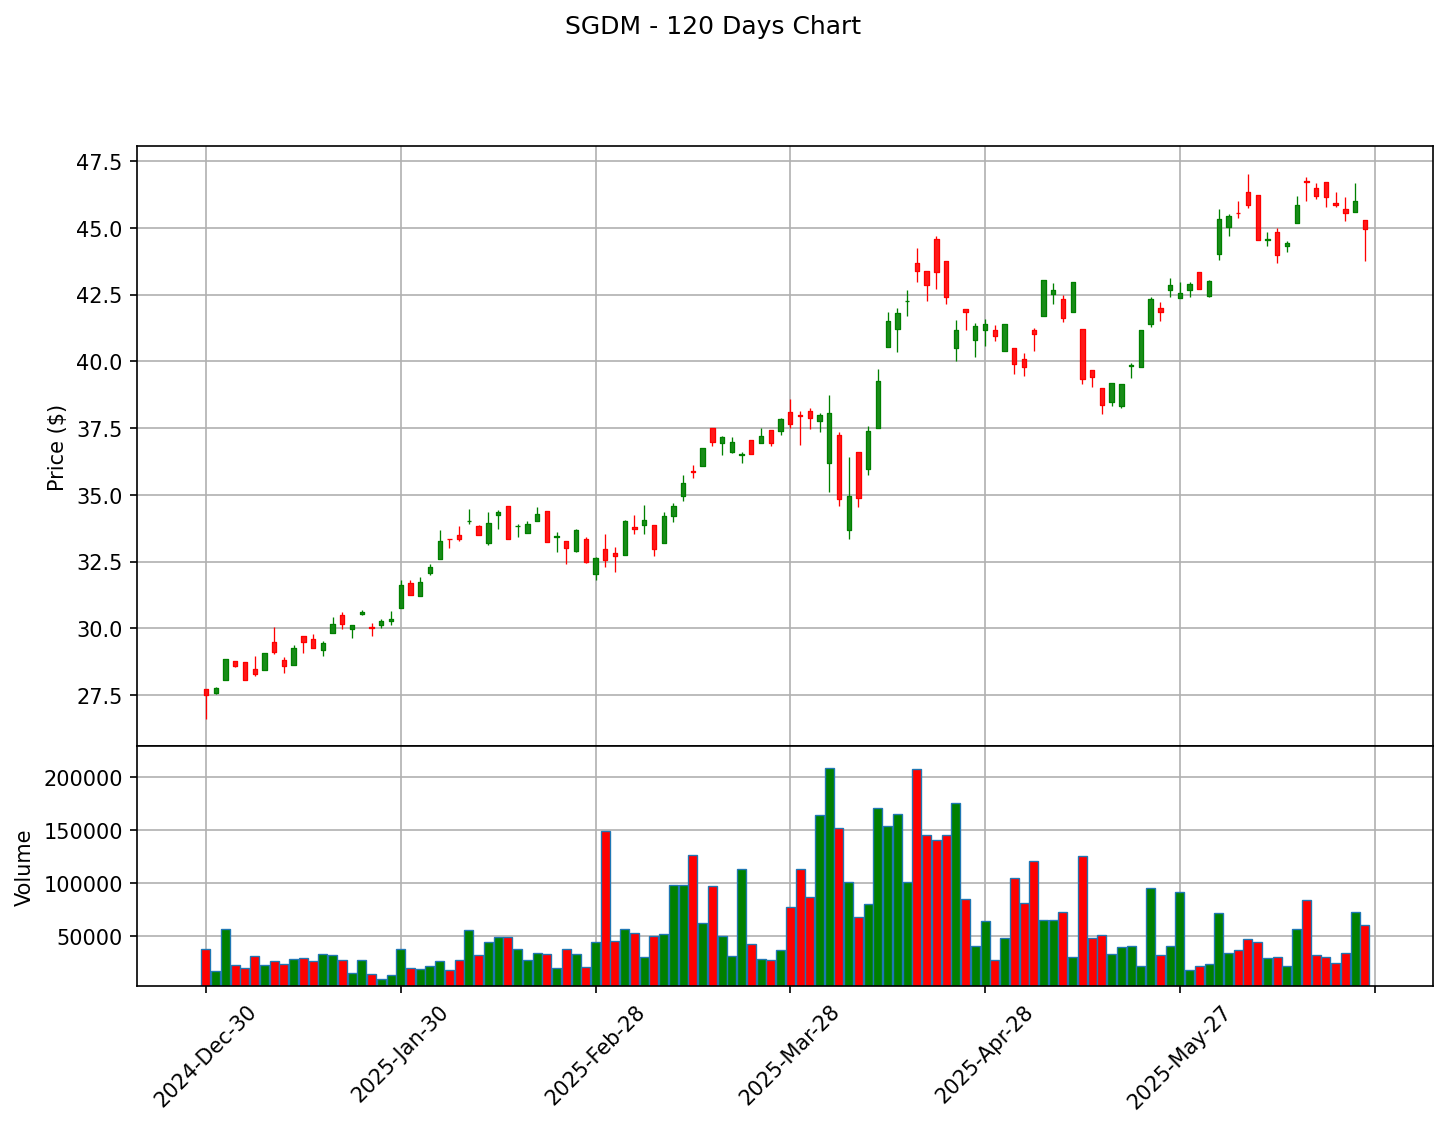 SGDM - 120 Days Chart
47.5
45.0
42.5
40.0
37.5
35.0
32.5
30.0
27.5
Price ($)
200000
150000
100000
50000
Volume
2024-Dec-30
2025-Jan-30
2025-Feb-28
2025-Mar-28
2025-Apr-28
2025-May-27